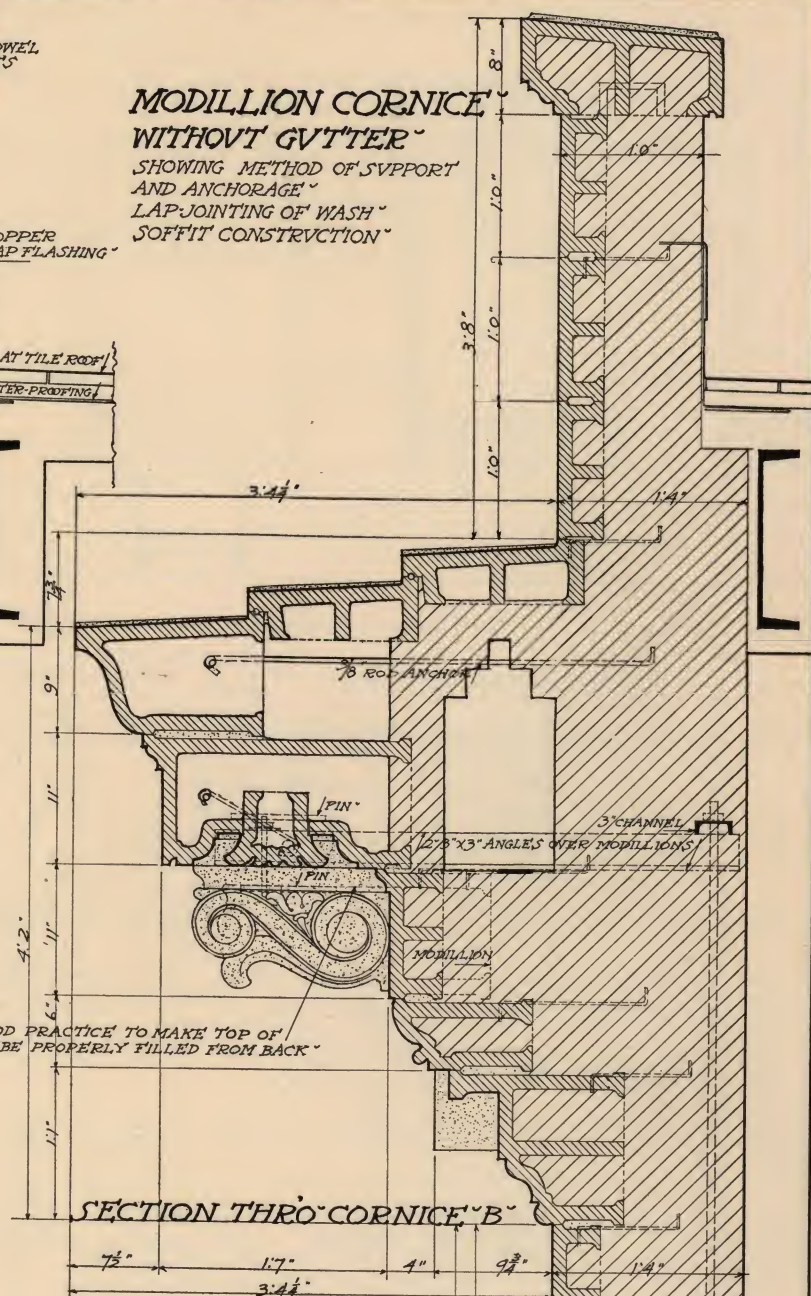 MODILLION CORNICE
WITHOVT GVTTER
SHOWING METHOD OF SVPPORT
AND ANCHORAGE
LAP-JOINTING OF WASH
SOFFIT CONSTRVCTION
OPPER
AP FLASHING
AT TILE ROOF
TER-PROOFING
8"
1'0"
1'0"
3'8"
1'0"
1'0"
3'4¼"
1'4"
7¾"
9"
⅝ ROD ANCHOR
11"
PIN
3" CHANNEL
2"3"X3" ANGLES OVER MODILLIONS
PIN
4'2"
11"
MODILLION
6"
OD PRACTICE TO MAKE TOP OF
BE PROPERLY FILLED FROM BACK
1'1"
SECTION THRO CORNICE "B"
7½"
1'7"
4"
9¾"
1'4"
3'4¼"